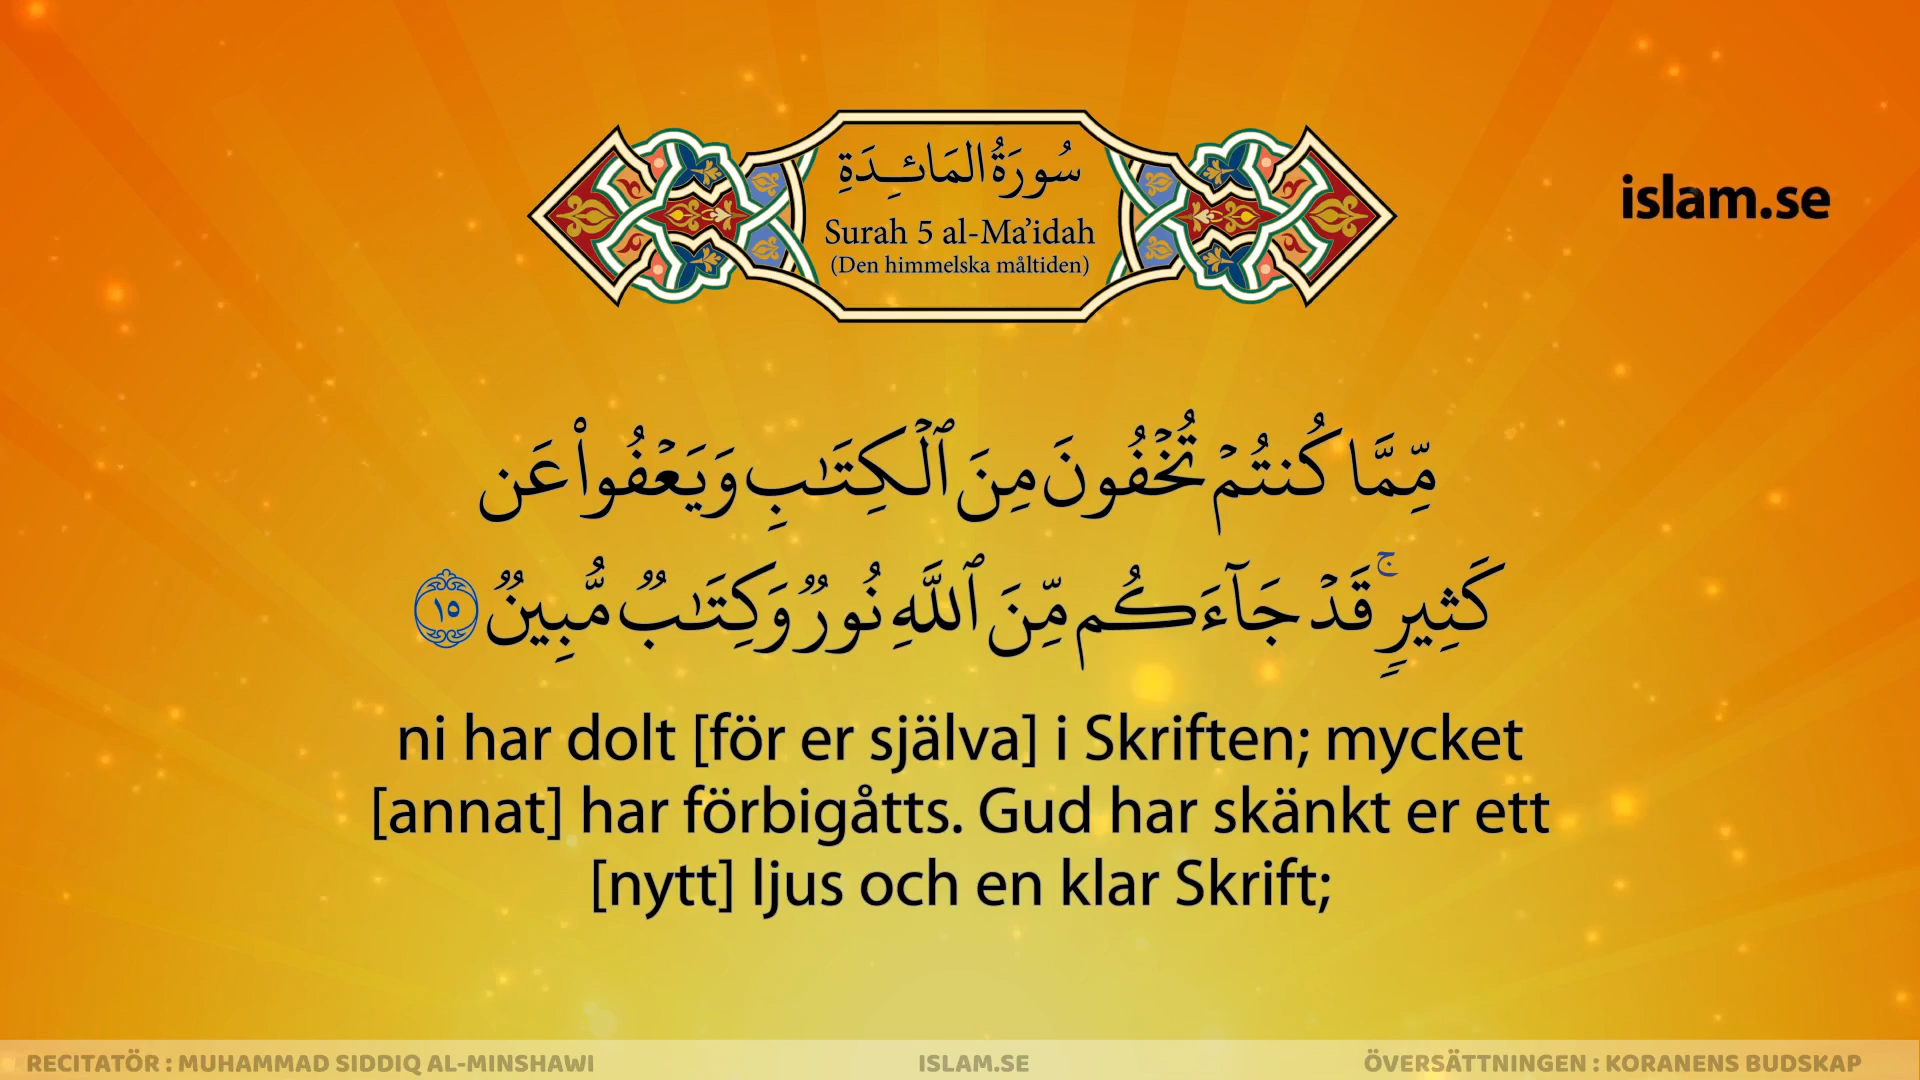 سُورَةُ المَائِدَةِ
Surah 5 al-Ma’idah
(Den himmelska måltiden)
islam.se
مِّمَّا كُنتُمۡ تُخۡفُونَ مِنَ ٱلۡكِتَٰبِ وَيَعۡفُواْ عَن
كَثِيرٖۚ قَدۡ جَآءَكُم مِّنَ ٱللَّهِ نُورٞ وَكِتَٰبٞ مُّبِينٞ ١٥
ni har dolt [för er själva] i Skriften; mycket
[annat] har förbigåtts. Gud har skänkt er ett
[nytt] ljus och en klar Skrift;
RECITATÖR : MUHAMMAD SIDDIQ AL-MINSHAWI
ISLAM.SE
ÖVERSÄTTNINGEN : KORANENS BUDSKAP